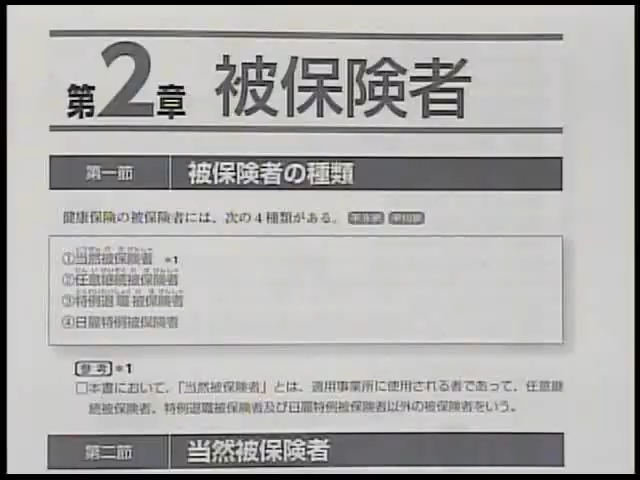 第2章 被保険者
第一節 被保険者の種類
健康保険の被保険者には、次の4種類がある。
①当然被保険者 *1
②任意継続被保険者
③特例退職被保険者
④日雇特例被保険者
参考 *1
□本書において、「当然被保険者」とは、適用事業所に使用される者であって、任意継
続被保険者、特例退職被保険者及び日雇特例被保険者以外の被保険者をいう。
第二節 当然被保険者